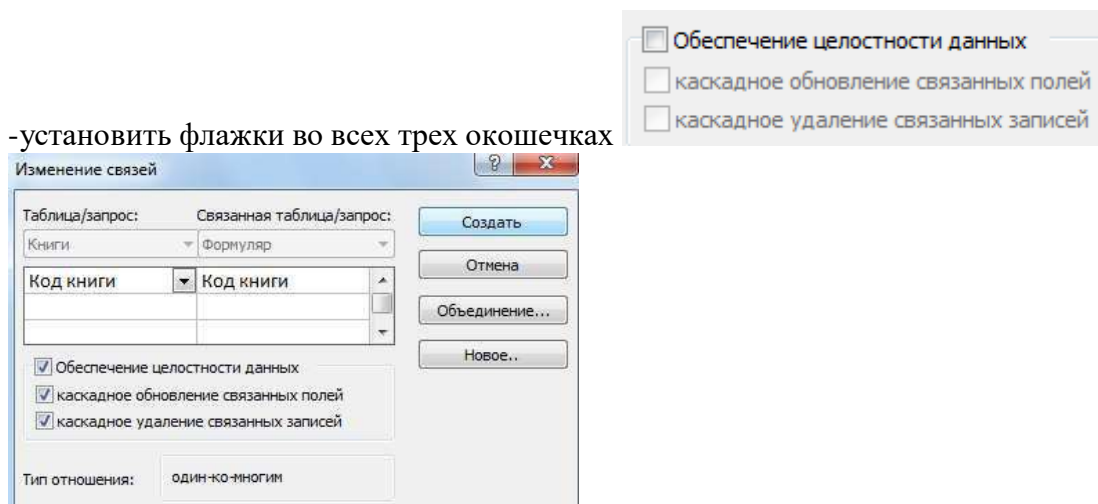 Обеспечение целостности данных
каскадное обновление связанных полей
каскадное удаление связанных записей
-установить флажки во всех трех окошечках
Изменение связей
Таблица/запрос: Связанная таблица/запрос:
Книги Формуляр
Код книги Код книги
Создать
Отмена
Объединение...
Новое..
Обеспечение целостности данных
каскадное обновление связанных полей
каскадное удаление связанных записей
Тип отношения: один-ко-многим